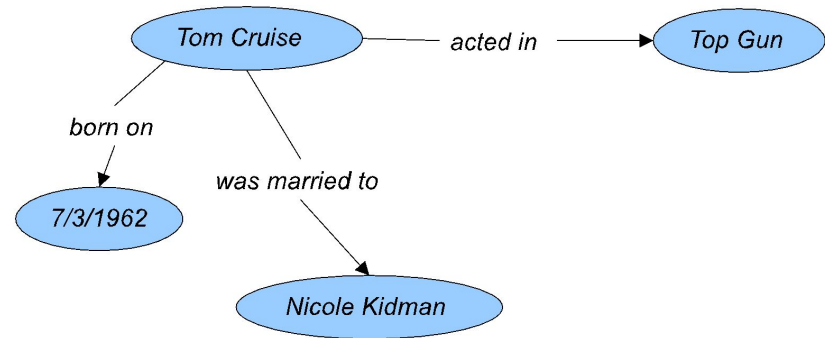 Tom Cruise
acted in
Top Gun
born on
was married to
7/3/1962
Nicole Kidman